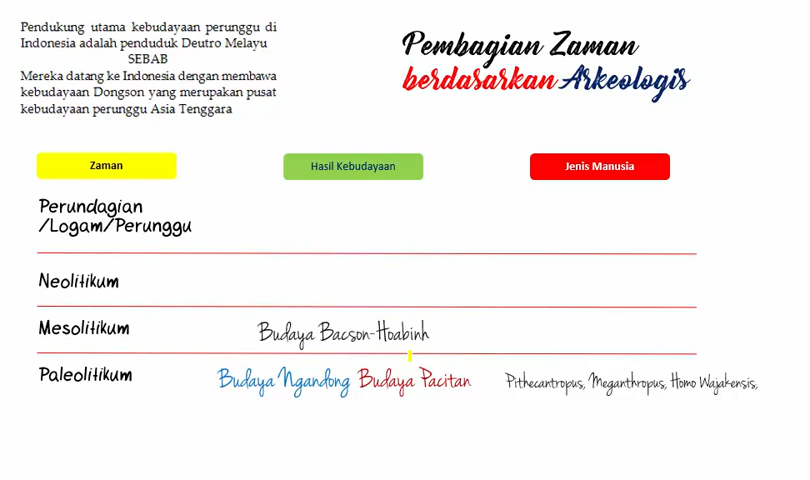 Pendukung utama kebudayaan perunggu di
Indonesia adalah penduduk Deutro Melayu
SEBAB
Mereka datang ke Indonesia dengan membawa
kebudayaan Dongson yang merupakan pusat
kebudayaan perunggu Asia Tenggara
Pembagian Zaman
berdasarkan Arkeologis
Zaman
Hasil Kebudayaan
Jenis Manusia
Perundagian
/Logam/Perunggu
Neolitikum
Mesolitikum
Budaya Bacson-Hoabinh
Paleolitikum
Budaya Ngandong Budaya Pacitan
Pithecantropus, Meganthropus, Homo Wajakensis,